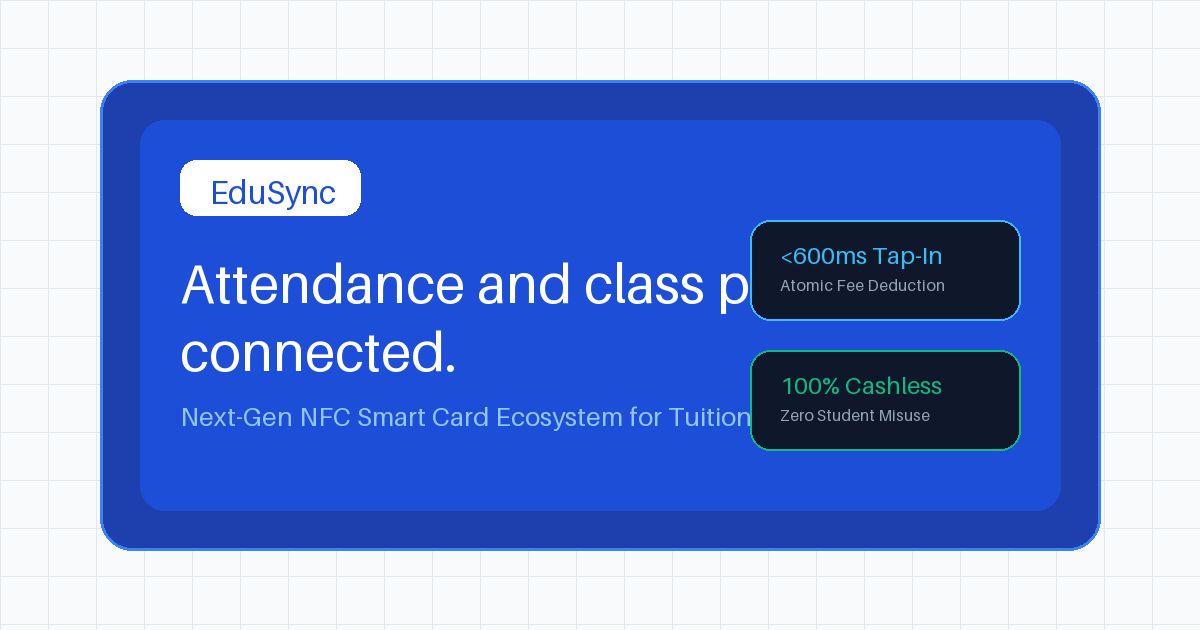 EduSync
Attendance and class p
connected.
Next-Gen NFC Smart Card Ecosystem for Tuition
<600ms Tap-In
Atomic Fee Deduction
100% Cashless
Zero Student Misuse